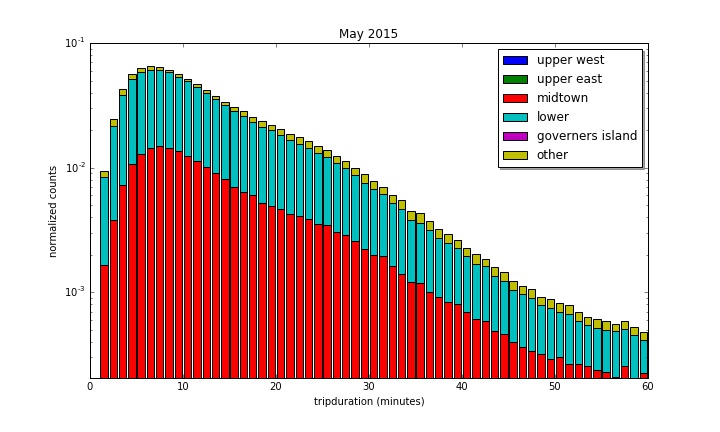 May 2015
10^-1
10^-2
10^-3
normalized counts
upper west
upper east
midtown
lower
governers island
other
0 10 20 30 40 50 60
tripduration (minutes)